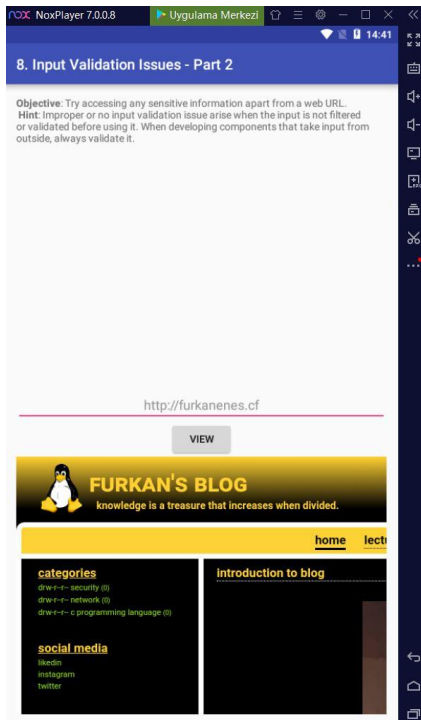 nox NoxPlayer 7.0.0.8 Uygulama Merkezi
14:41
8. Input Validation Issues - Part 2
Objective: Try accessing any sensitive information apart from a web URL.
Hint: Improper or no input validation issue arise when the input is not filtered
or validated before using it. When developing components that take input from
outside, always validate it.
http://furkanenes.cf
VIEW
FURKAN'S BLOG
knowledge is a treasure that increases when divided.
home lectu
categories
drw-r--r-- security (0)
drw-r--r-- network (0)
drw-r--r-- c programming language (0)
social media
likedin
instagram
twitter
introduction to blog